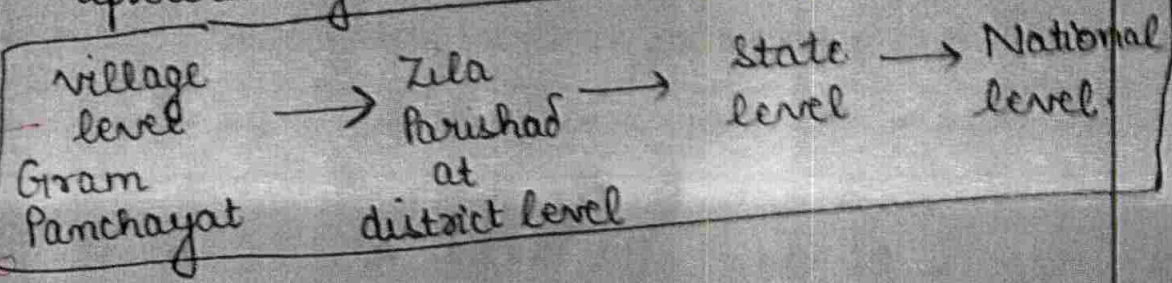 village level Gram Panchayat → Zila Parishad at district level → State level → National level